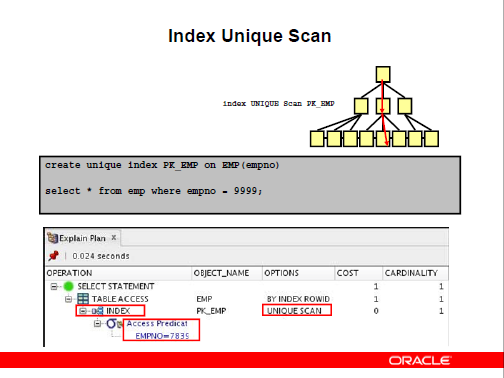 Index Unique Scan
index UNIQUE Scan PK_EMP
create unique index PK_EMP on EMP(empno)
select * from emp where empno = 9999;
Explain Plan
0.024 seconds
OPERATION OBJECT_NAME OPTIONS COST CARDINALITY
SELECT STATEMENT 1 1
TABLE ACCESS EMP BY INDEX ROWID 1 1
INDEX PK_EMP UNIQUE SCAN 0 1
Access Predicat
EMPNO=7839
ORACLE